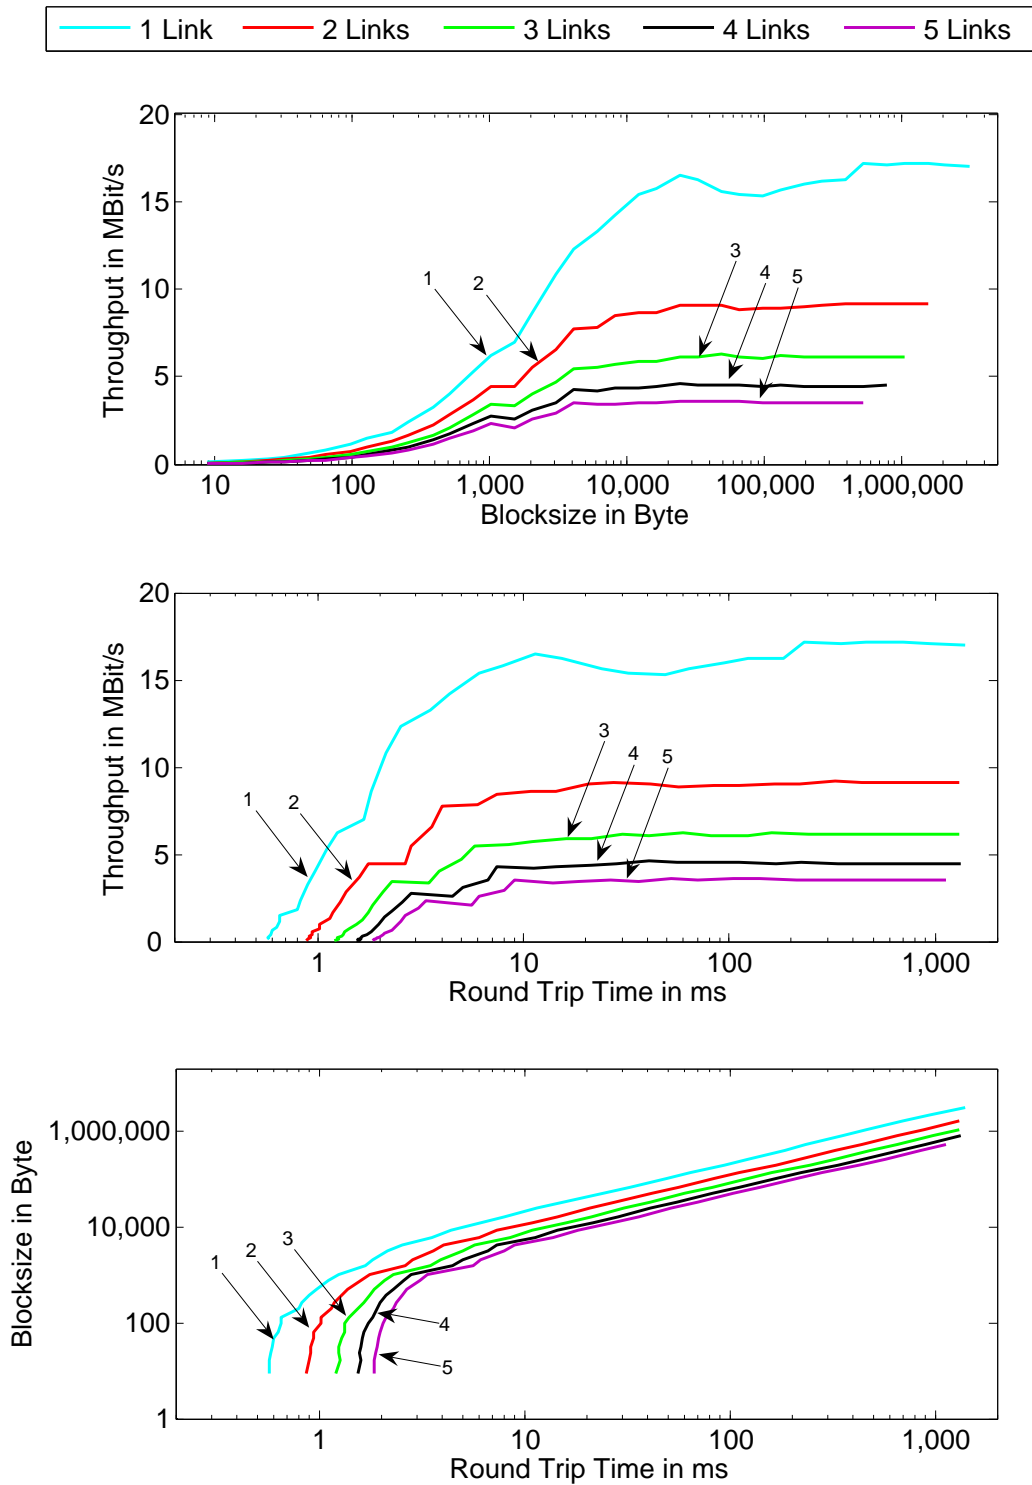 1 Link 2 Links 3 Links 4 Links 5 Links
Throughput in MBit/s
20
15
10
5
0
1
2
3
4
5
10 100 1,000 10,000 100,000 1,000,000
Blocksize in Byte
Throughput in MBit/s
20
15
10
5
0
1
2
3
4
5
1 10 100 1,000
Round Trip Time in ms
Blocksize in Byte
1,000,000
10,000
100
1
1
2
3
4
5
1 10 100 1,000
Round Trip Time in ms